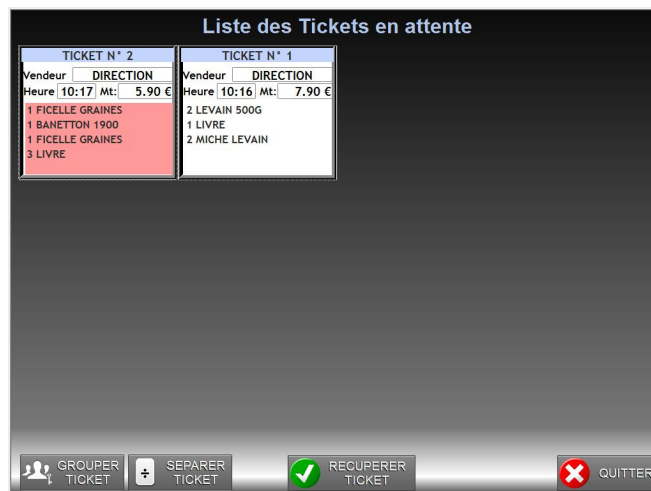 Liste des Tickets en attente
TICKET N° 2
Vendeur DIRECTION
Heure 10:17 Mt: 5.90 €
1 FICELLE GRAINES
1 BANETTON 1900
1 FICELLE GRAINES
3 LIVRE
TICKET N° 1
Vendeur DIRECTION
Heure 10:16 Mt: 7.90 €
2 LEVAIN 500G
1 LIVRE
2 MICHE LEVAIN
GROUPER
TICKET
÷
SEPARER
TICKET
RECUPERER
TICKET
QUITTER